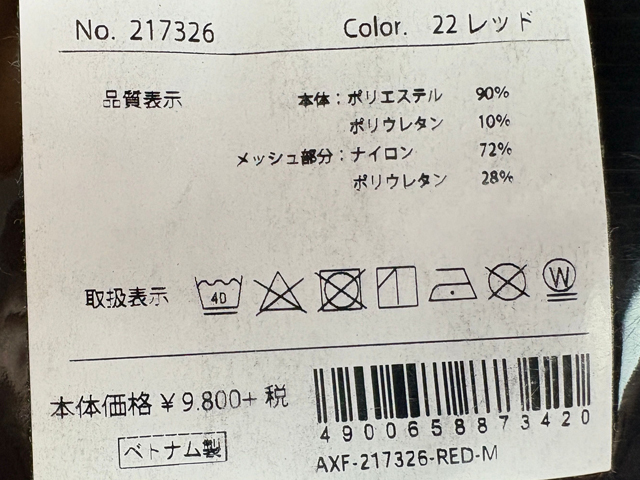 No. 217326 Color. 22 レッド
品質表示 本体：ポリエステル 90%
ポリウレタン 10%
メッシュ部分：ナイロン 72%
ポリウレタン 28%
取扱表示 40 W
本体価格 ¥9.800+ 税
ベトナム製
4900658873420
AXF-217326-RED-M